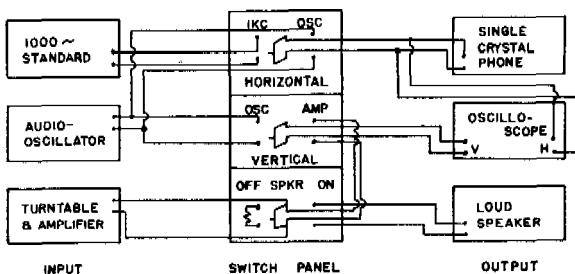 1000~
STANDARD
AUDIO-
OSCILLATOR
TURNTABLE
& AMPLIFIER
INPUT
1KC OSC
HORIZONTAL
OSC AMP
VERTICAL
OFF SPKR ON
SWITCH PANEL
SINGLE
CRYSTAL
PHONE
OSCILLO-
SCOPE
V H
LOUD
SPEAKER
OUTPUT